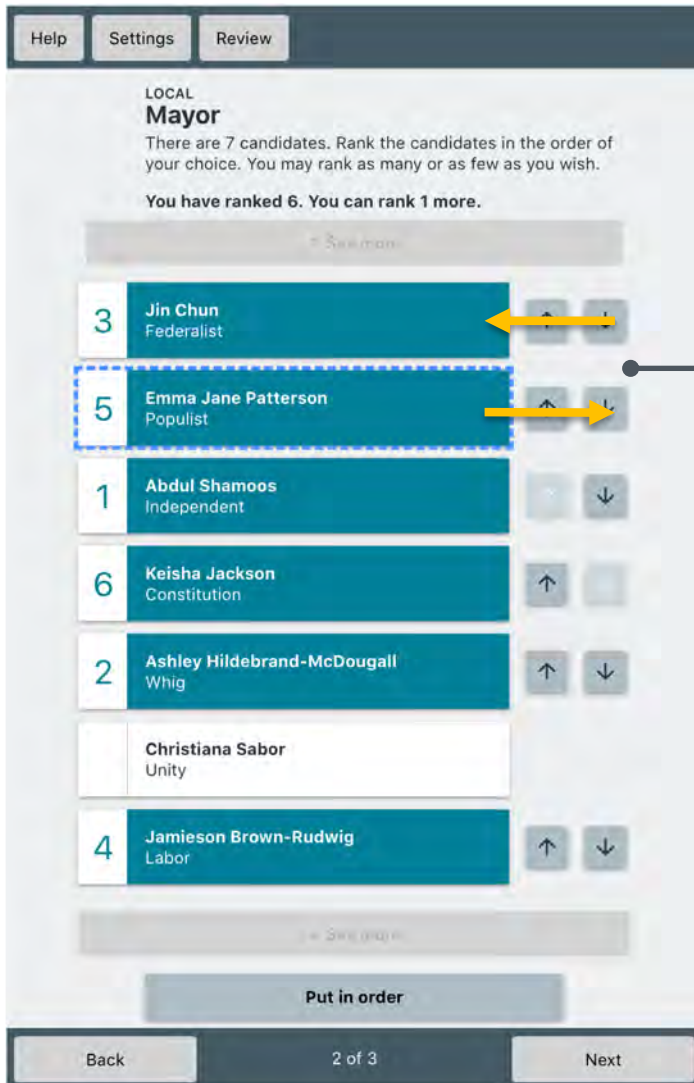 Help Settings Review
LOCAL
Mayor
There are 7 candidates. Rank the candidates in the order of
your choice. You may rank as many or as few as you wish.
You have ranked 6. You can rank 1 more.
See more
3 Jin Chun
Federalist
5 Emma Jane Patterson
Populist
1 Abdul Shamoos
Independent
6 Keisha Jackson
Constitution
2 Ashley Hildebrand-McDougall
Whig
Christiana Sabor
Unity
4 Jamieson Brown-Rudwig
Labor
See more
Put in order
Back 2 of 3 Next